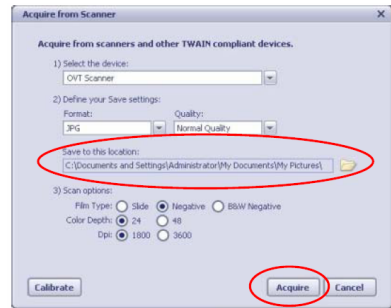 Acquire from Scanner
Acquire from scanners and other TWAIN compliant devices.
1) Select the device:
OVT Scanner
2) Define your Save settings:
Format: Quality:
JPG Normal Quality
Save to this location:
C:\Documents and Settings\Administrator\My Documents\My Pictures\
3) Scan options:
Film Type: Slide Negative B&W Negative
Color Depth: 24 48
Dpi: 1800 3600
Calibrate Acquire Cancel